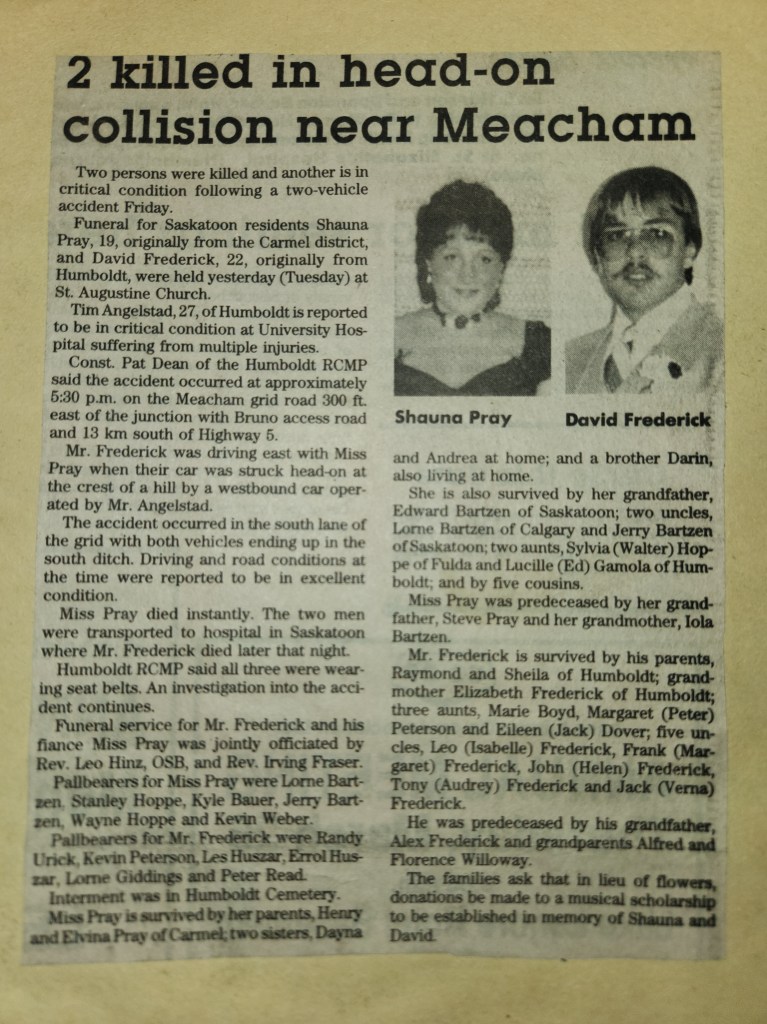 2 killed in head-on
collision near Meacham
Two persons were killed and another is in
critical condition following a two-vehicle
accident Friday.
Funeral for Saskatoon residents Shauna
Pray, 19, originally from the Carmel district,
and David Frederick, 22, originally from
Humboldt, were held yesterday (Tuesday) at
St. Augustine Church.
Tim Angelstad, 27, of Humboldt is reported
to be in critical condition at University Hos-
pital suffering from multiple injuries.
Const. Pat Dean of the Humboldt RCMP
said the accident occurred at approximately
5:30 p.m. on the Meacham grid road 300 ft.
east of the junction with Bruno access road
and 13 km south of Highway 5.
Mr. Frederick was driving east with Miss
Pray when their car was struck head-on at
the crest of a hill by a westbound car oper-
ated by Mr. Angelstad.
The accident occurred in the south lane of
the grid with both vehicles ending up in the
south ditch. Driving and road conditions at
the time were reported to be in excellent
condition.
Miss Pray died instantly. The two men
were transported to hospital in Saskatoon
where Mr. Frederick died later that night.
Humboldt RCMP said all three were wear-
ing seat belts. An investigation into the acci-
dent continues.
Funeral service for Mr. Frederick and his
fiance Miss Pray was jointly officiated by
Rev. Leo Hinz, OSB, and Rev. Irving Fraser.
Pallbearers for Miss Pray were Lorne Bart-
zen, Stanley Hoppe, Kyle Bauer, Jerry Bart-
zen, Wayne Hoppe and Kevin Weber.
Pallbearers for Mr. Frederick were Randy
Urick, Kevin Peterson, Les Huszar, Errol Hus-
zar, Lorne Giddings and Peter Read.
Interment was in Humboldt Cemetery.
Miss Pray is survived by her parents, Henry
and Elvina Pray of Carmel; two sisters, Dayna
Shauna Pray
David Frederick
and Andrea at home; and a brother Darin,
also living at home.
She is also survived by her grandfather,
Edward Bartzen of Saskatoon; two uncles,
Lorne Bartzen of Calgary and Jerry Bartzen
of Saskatoon; two aunts, Sylvia (Walter) Hop-
pe of Fulda and Lucille (Ed) Gamola of Hum-
boldt; and by five cousins.
Miss Pray was predeceased by her grand-
father, Steve Pray and her grandmother, Iola
Bartzen.
Mr. Frederick is survived by his parents,
Raymond and Sheila of Humboldt; grand-
mother Elizabeth Frederick of Humboldt;
three aunts, Marie Boyd, Margaret (Peter)
Peterson and Eileen (Jack) Dover; five un-
cles, Leo (Isabelle) Frederick, Frank (Mar-
garet) Frederick, John (Helen) Frederick,
Tony (Audrey) Frederick and Jack (Verna)
Frederick.
He was predeceased by his grandfather,
Alex Frederick and grandparents Alfred and
Florence Willoway.
The families ask that in lieu of flowers,
donations be made to a musical scholarship
to be established in memory of Shauna and
David.